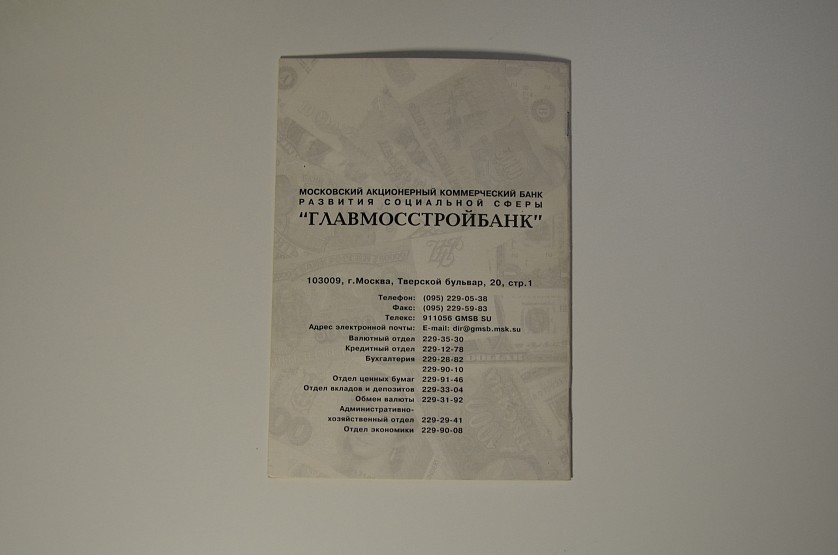 МОСКОВСКИЙ АКЦИОНЕРНЫЙ КОММЕРЧЕСКИЙ БАНК
РАЗВИТИЯ СОЦИАЛЬНОЙ СФЕРЫ
"ГЛАВМОССТРОЙБАНК"
103009, г.Москва, Тверской бульвар, 20, стр.1
Телефон: (095) 229-05-38
Факс: (095) 229-59-83
Телекс: 911056 GMSB SU
Адрес электронной почты: E-mail: dir@gmsb.msk.su
Валютный отдел 229-35-30
Кредитный отдел 229-12-78
Бухгалтерия 229-28-82
229-90-10
Отдел ценных бумаг 229-91-46
Отдел вкладов и депозитов 229-33-04
Обмен валюты 229-31-92
Административно-
хозяйственный отдел 229-29-41
Отдел экономики 229-90-08